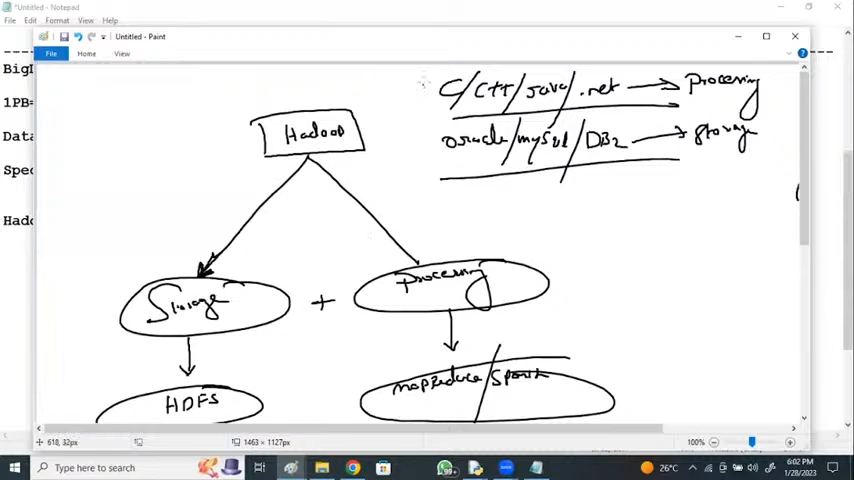 *Untitled - Notepad
File Edit Format View Help
Untitled - Paint
File Home View
BigD
1PB=
Data
Spec
Hado
C/C++/Java/.net → Processing
oracle/mySql/DB2 → storage
Hadoop
Storage + Processing
HDFS
mapreduce/Spark
618, 32px 1463 × 1127px 100%
Type here to search
99+
26°C
6:02 PM
1/28/2023